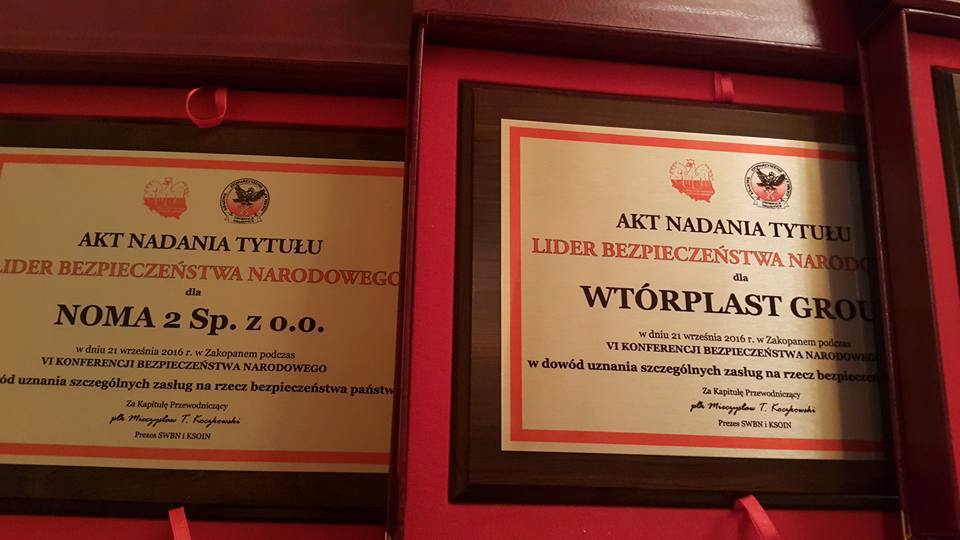 AKT NADANIA TYTUŁU
LIDER BEZPIECZEŃSTWA NARODOWEGO
dla
NOMA 2 Sp. z o.o.
w dniu 21 września 2016 r. w Zakopanem podczas
VI KONFERENCJI BEZPIECZEŃSTWA NARODOWEGO
ód uznania szczególnych zasług na rzecz bezpieczeństwa państw
Za Kapitułę Przewodniczący
płk Mieczysław T. Koczkowski
Prezes SWBN i KSOIN
AKT NADANIA TYTUŁU
LIDER BEZPIECZEŃSTWA NARODO
dla
WTÓRPLAST GROU
w dniu 21 września 2016 r. w Zakopanem podczas
VI KONFERENCJI BEZPIECZEŃSTWA NARODOWEG
w dowód uznania szczególnych zasług na rzecz bezpieczeń
Za Kapitułę Przewodniczący
płk Mieczysław T. Koczkowski
Prezes SWBN i KSOIN